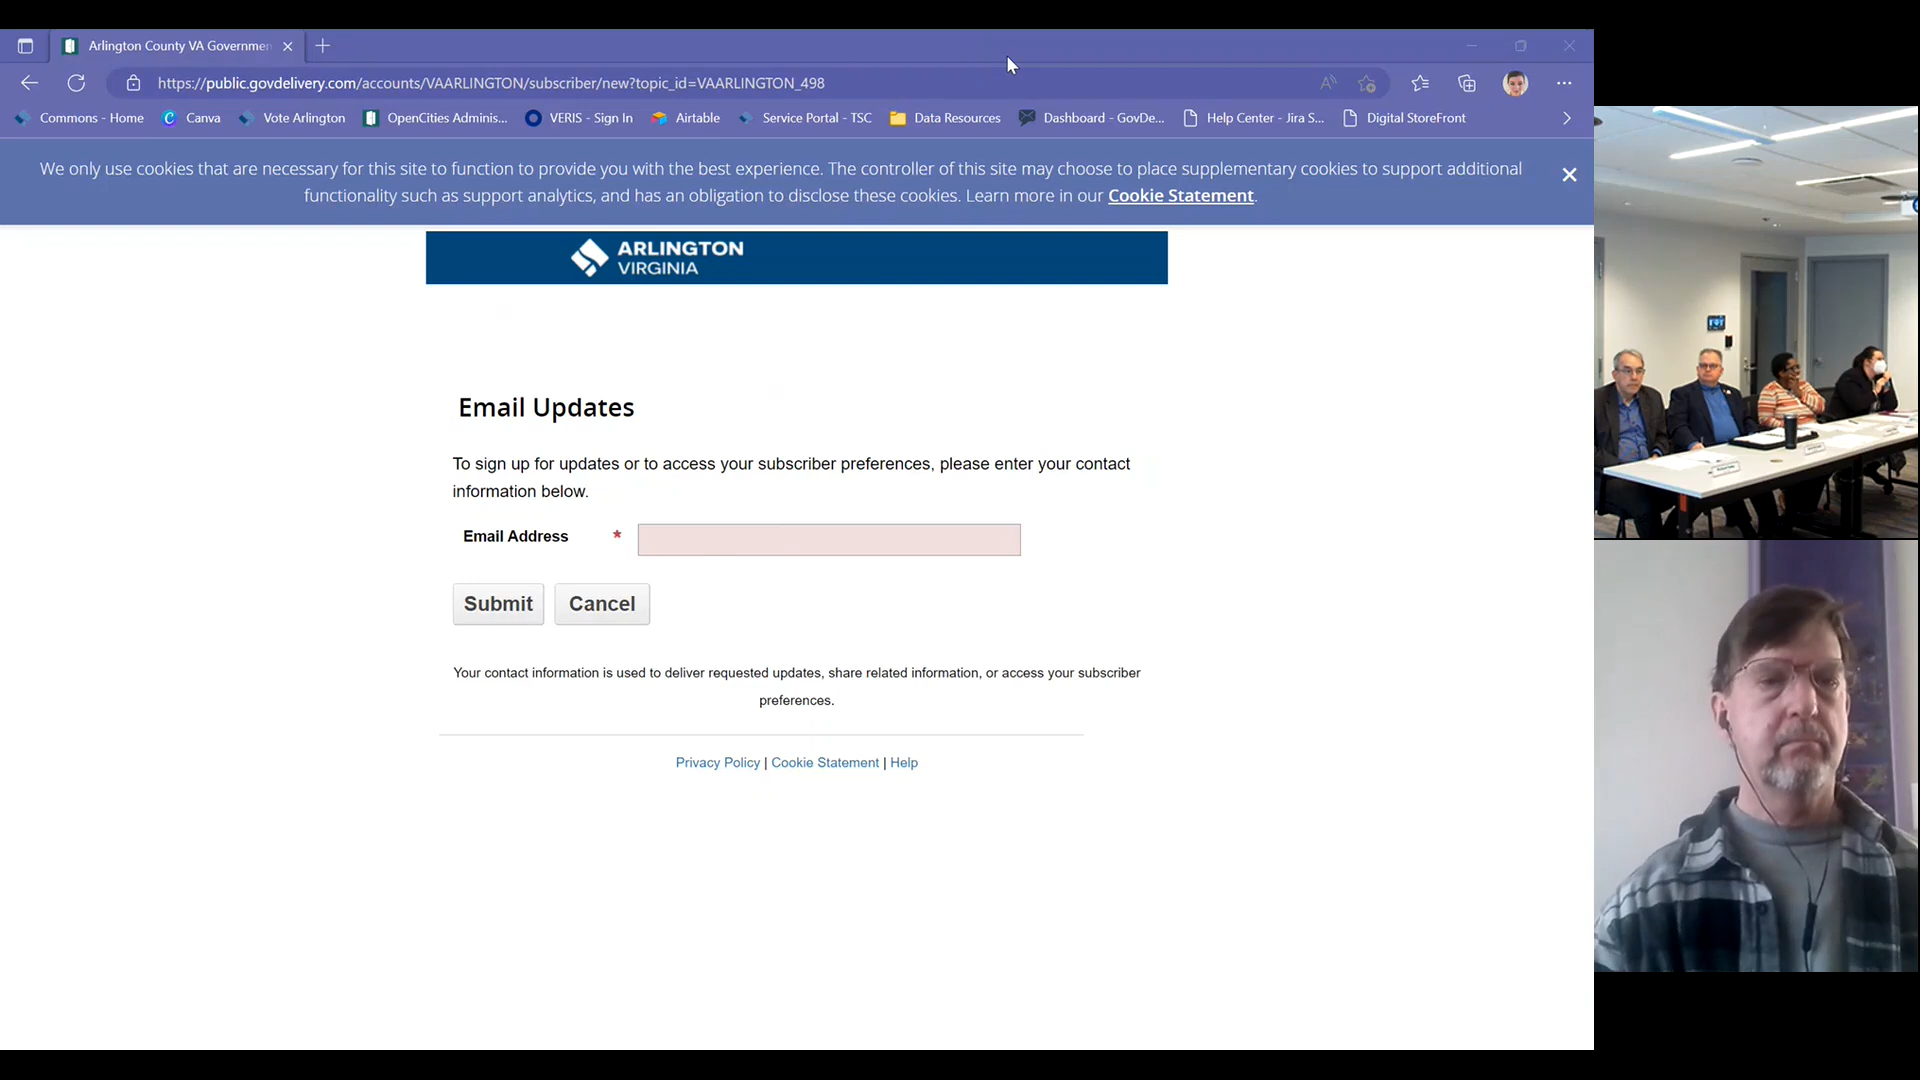 Arlington County VA Governmen
https://public.govdelivery.com/accounts/VAARLINGTON/subscriber/new?topic_id=VAARLINGTON_498
Commons - Home Canva Vote Arlington OpenCities Adminis... VERIS - Sign In Airtable Service Portal - TSC Data Resources Dashboard - GovDe... Help Center - Jira S... Digital StoreFront
We only use cookies that are necessary for this site to function to provide you with the best experience. The controller of this site may choose to place supplementary cookies to support additional
functionality such as support analytics, and has an obligation to disclose these cookies. Learn more in our Cookie Statement.
ARLINGTON
VIRGINIA
Email Updates
To sign up for updates or to access your subscriber preferences, please enter your contact
information below.
Email Address *
Submit Cancel
Your contact information is used to deliver requested updates, share related information, or access your subscriber
preferences.
Privacy Policy | Cookie Statement | Help